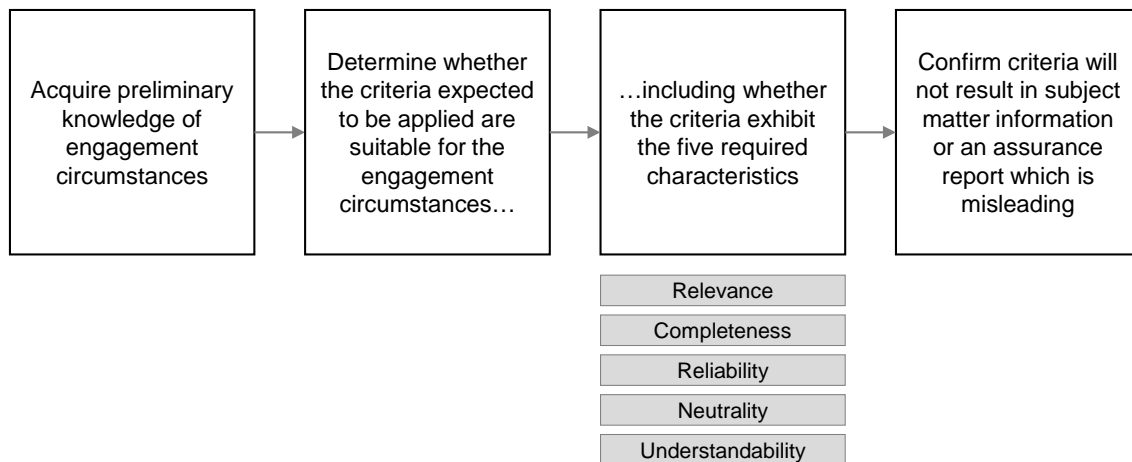 Acquire preliminary
knowledge of
engagement
circumstances
Determine whether
the criteria expected
to be applied are
suitable for the
engagement
circumstances…
…including whether
the criteria exhibit
the five required
characteristics
Confirm criteria will
not result in subject
matter information
or an assurance
report which is
misleading
Relevance
Completeness
Reliability
Neutrality
Understandability